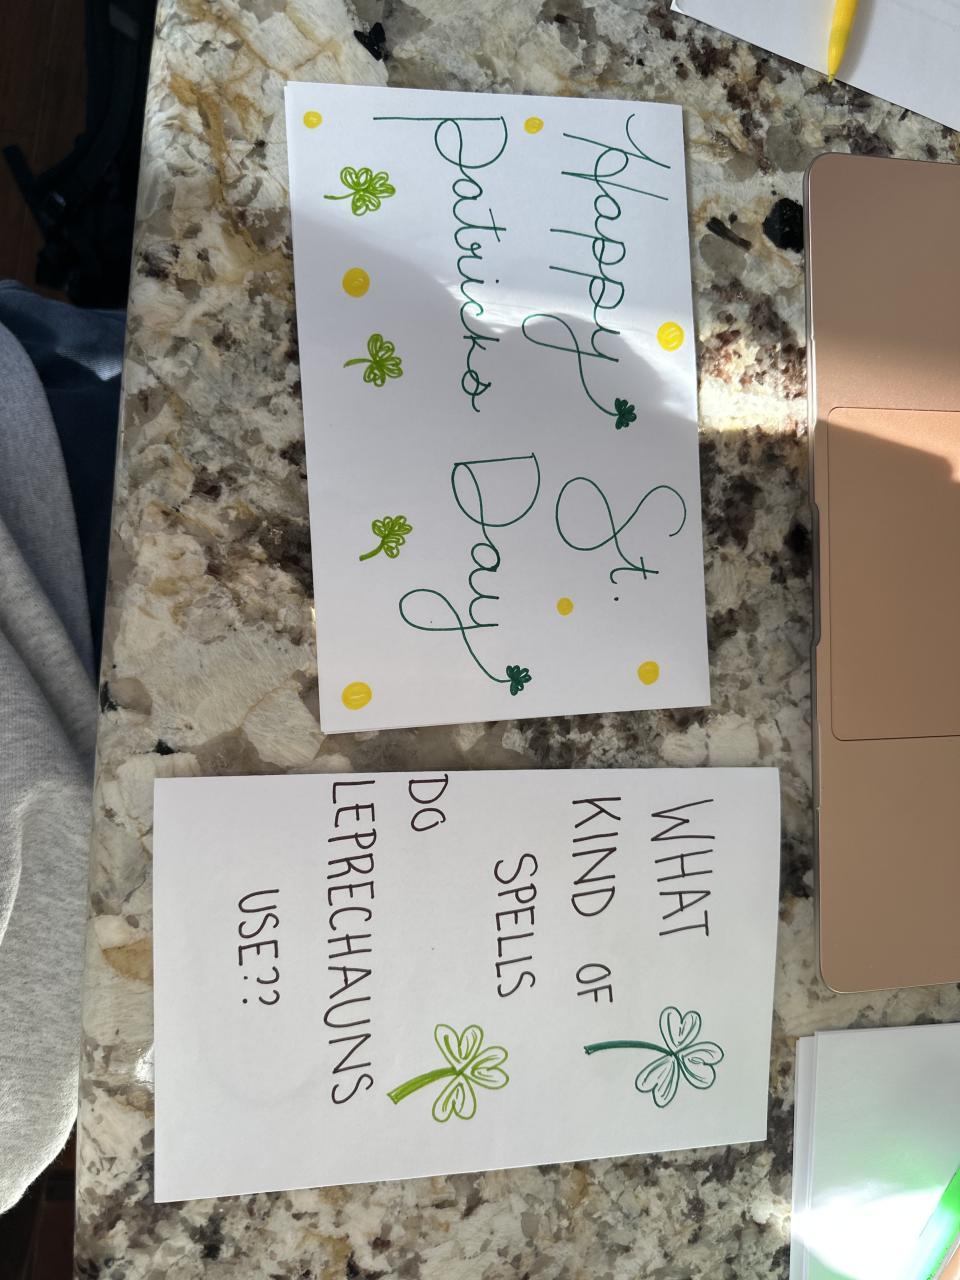 Happy St.
Patricks Day
WHAT
KIND OF
SPELLS
DO
LEPRECHAUNS
USE??